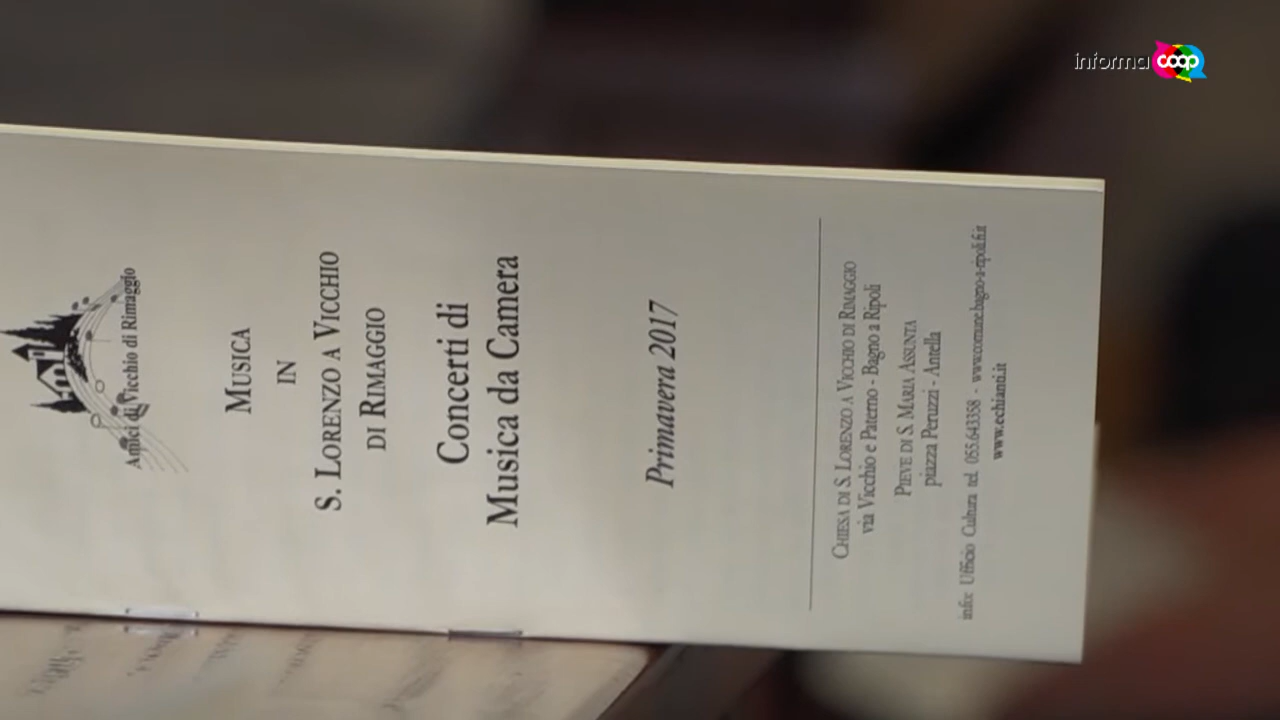 informa coop
Amici di Vicchio di Rimaggio
MUSICA
IN
S. LORENZO A VICCHIO
DI RIMAGGIO
Concerti di
Musica da Camera
Primavera 2017
CHIESA DI S. LORENZO A VICCHIO DI RIMAGGIO
via Vicchio e Paterno - Bagno a Ripoli
PIEVE DI S. MARIA ASSUNTA
piazza Peruzzi - Antella
info: Ufficio Cultura tel. 055.643358 - www.comune.bagno-a-ripoli.fi.it
www.echianti.it